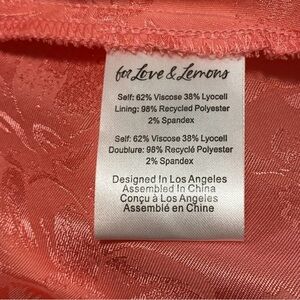 for Love & Lemons
Self: 62% Viscose 38% Lyocell
Lining: 98% Recycled Polyester
2% Spandex
Self: 62% Viscose 38% Lyocell
Doublure: 98% Recyclé Polyester
2% Spandex
Designed In Los Angeles
Assembled In China
Conçu à Los Angeles
Assemblé en Chine